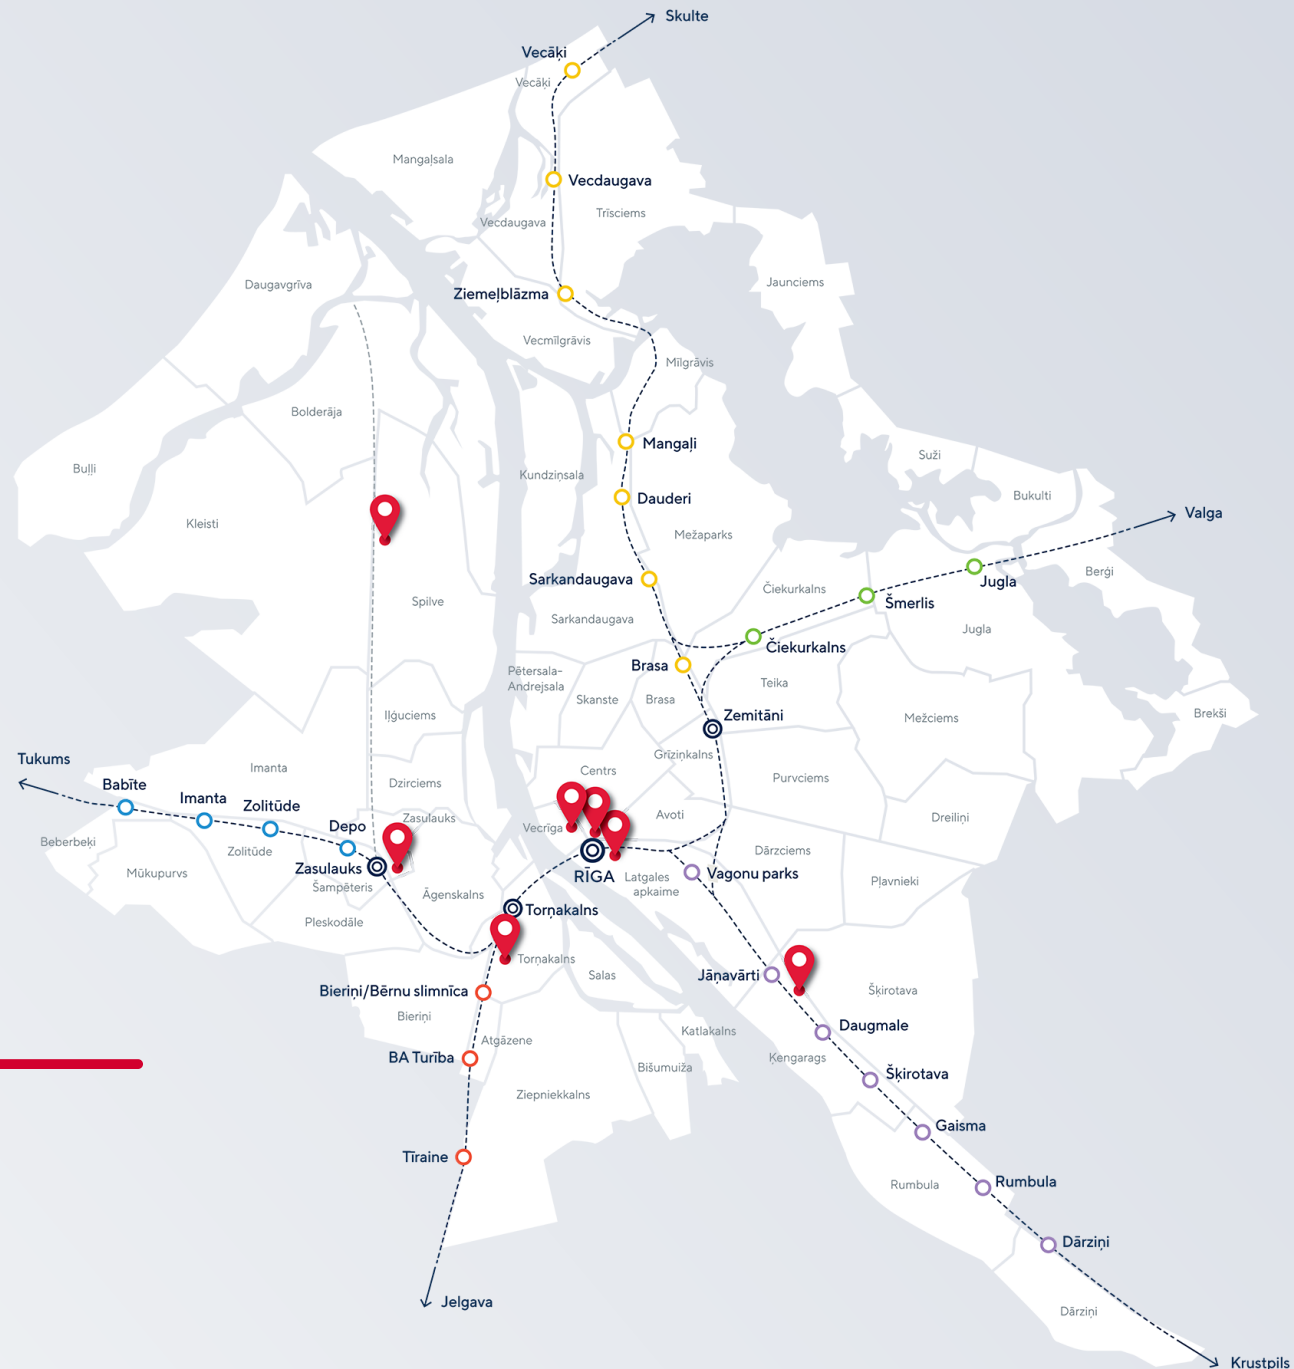 Skulte
Vecāķi
Vecāķi
Mangaļsala
Vecdaugava
Trīsciems
Vecdaugava
Daugavgrīva
Jaunciems
Ziemeļblāzma
Vecmīlgrāvis
Mīlgrāvis
Bolderāja
Mangaļi
Suži
Buļļi
Kundziņsala
Dauderi
Bukulti
Valga
Kleisti
Mežaparks
Berģi
Sarkandaugava
Jugla
Čiekurkalns
Spilve
Šmerlis
Sarkandaugava
Jugla
Čiekurkalns
Brasa
Pētersala-
Andrejsala
Teika
Skanste
Brasa
Iļģuciems
Zemitāni
Mežciems
Brekši
Grīziņkalns
Tukums
Imanta
Centrs
Purvciems
Babīte
Dzirciems
Imanta
Zolitūde
Avoti
Dreiliņi
Zasulauks
Depo
Vecrīga
Beberbeķi
Zolitūde
Dārzciems
Zasulauks
Mūkupurvs
RĪGA
Latgales
apkaime
Vagonu parks
Pļavnieki
Šampēteris
Āgenskalns
Torņakalns
Pleskodāle
Torņakalns
Salas
Jāņavārti
Šķirotava
Bieriņi/Bērnu slimnīca
Bieriņi
Daugmale
Katlakalns
Atgāzene
BA Turība
Ķengarags
Bišumuiža
Šķirotava
Ziepniekkalns
Gaisma
Tīraine
Rumbula
Rumbula
Dārziņi
Jelgava
Dārziņi
Krustpils